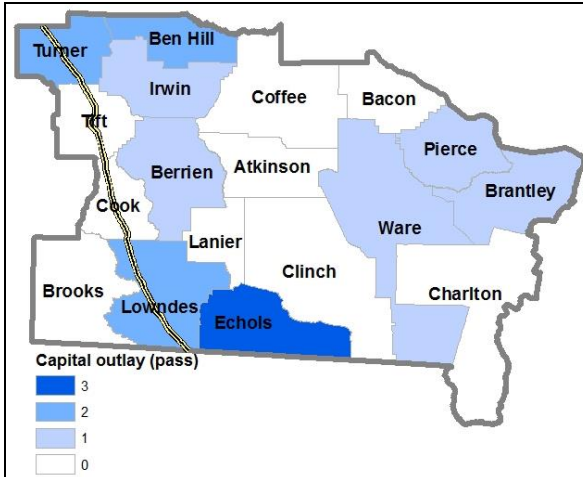 Turner
Ben Hill
Irwin
Coffee
Bacon
Tift
Pierce
Berrien
Atkinson
Brantley
Cook
Ware
Lanier
Clinch
Brooks
Charlton
Lowndes
Echols
Capital outlay (pass)
3
2
1
0